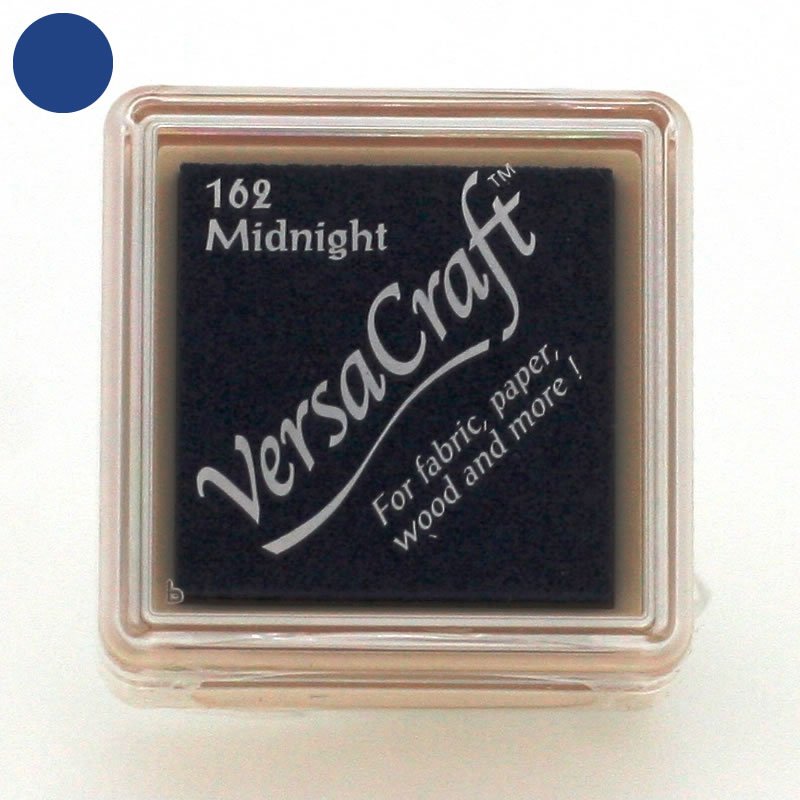 162
Midnight
VersaCraft™
For fabric, paper,
wood and more !
b